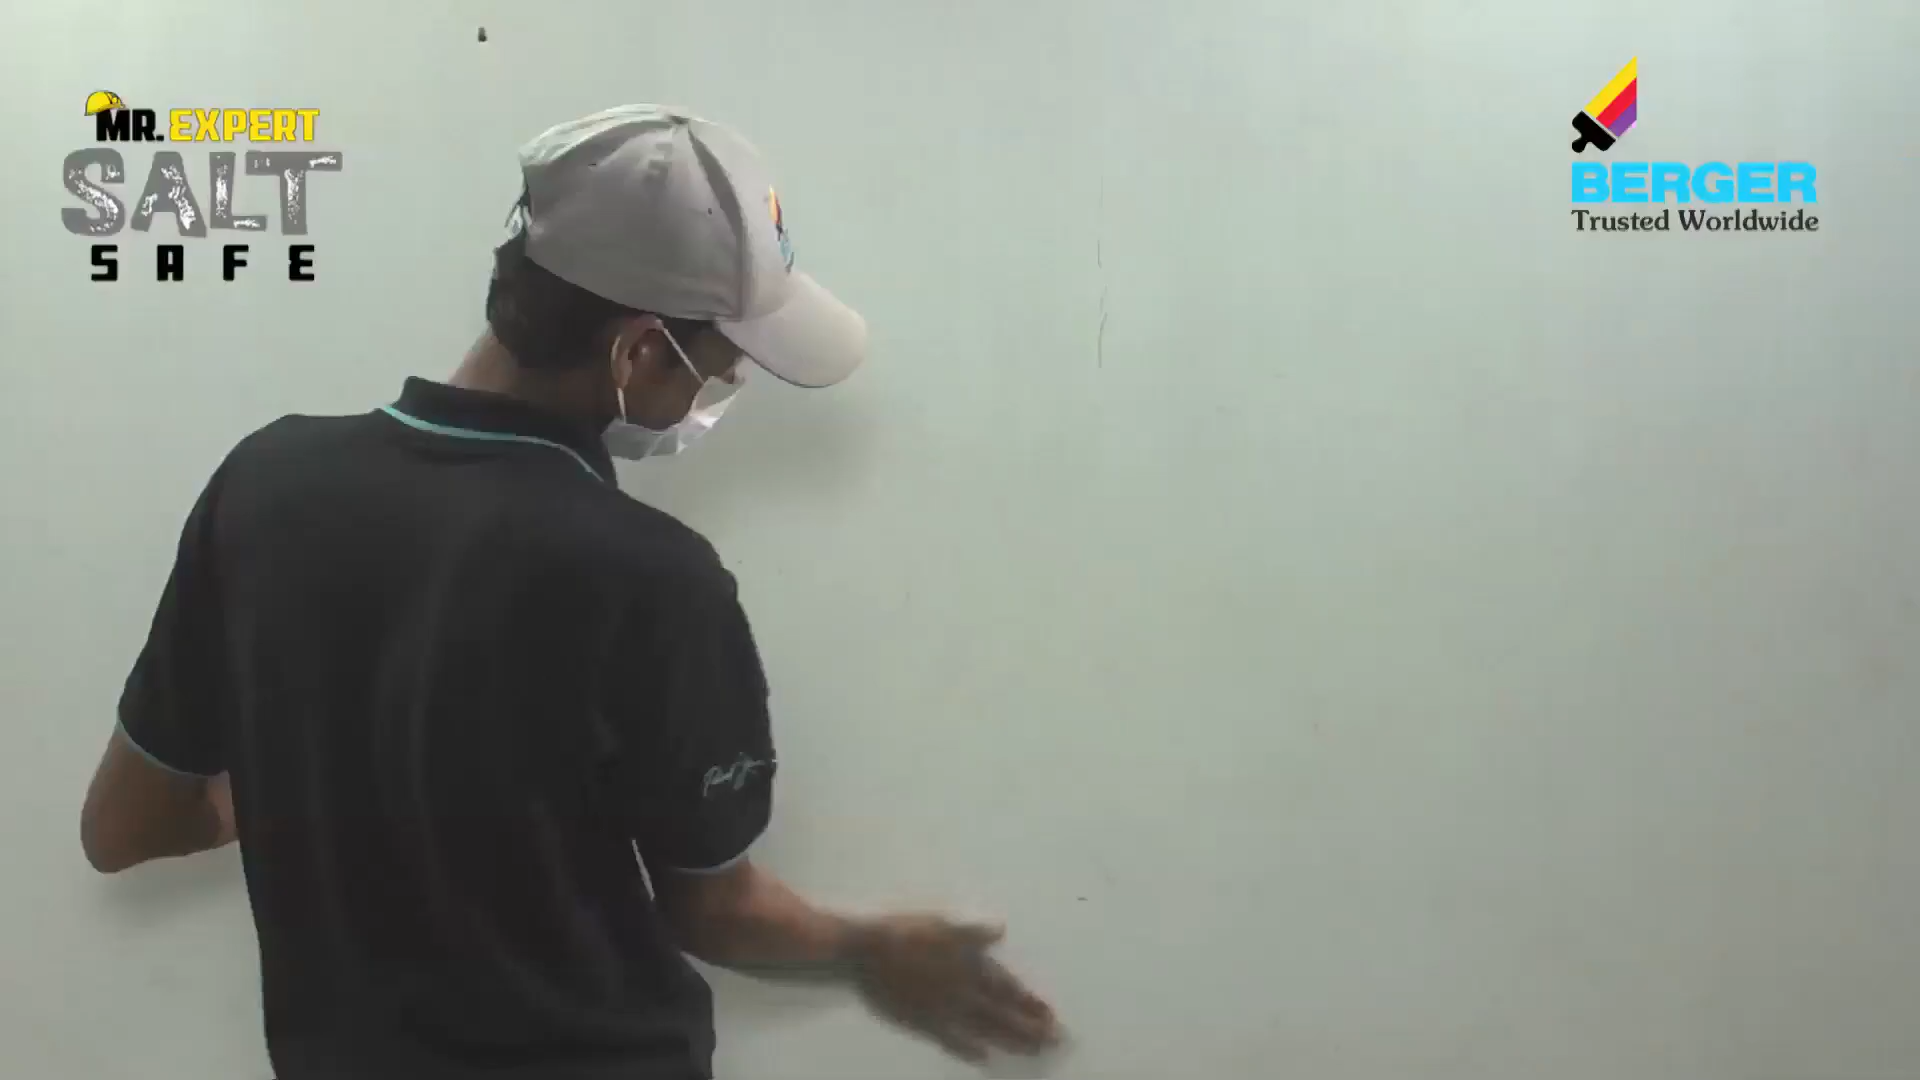 MR. EXPERT
SALT
SAFE
BERGER
Trusted Worldwide